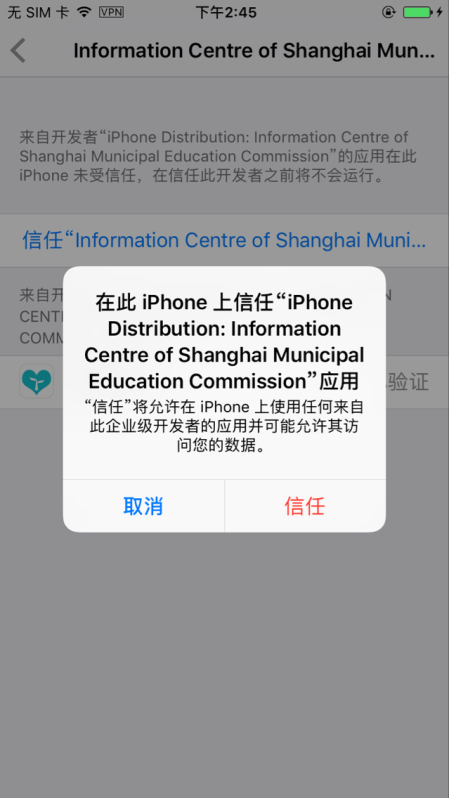 无 SIM 卡 VPN 下午2:45
Information Centre of Shanghai Mun...
来自开发者“iPhone Distribution: Information Centre of
Shanghai Municipal Education Commission”的应用在此
iPhone 未受信任，在信任此开发者之前将不会运行。
信任“Information Centre of Shanghai Muni...
来自开
CENT
COMM
验证
在此 iPhone 上信任“iPhone
Distribution: Information
Centre of Shanghai Municipal
Education Commission”应用
“信任”将允许在 iPhone 上使用任何来自
此企业级开发者的应用并可能允许其访
问您的数据。
取消 信任